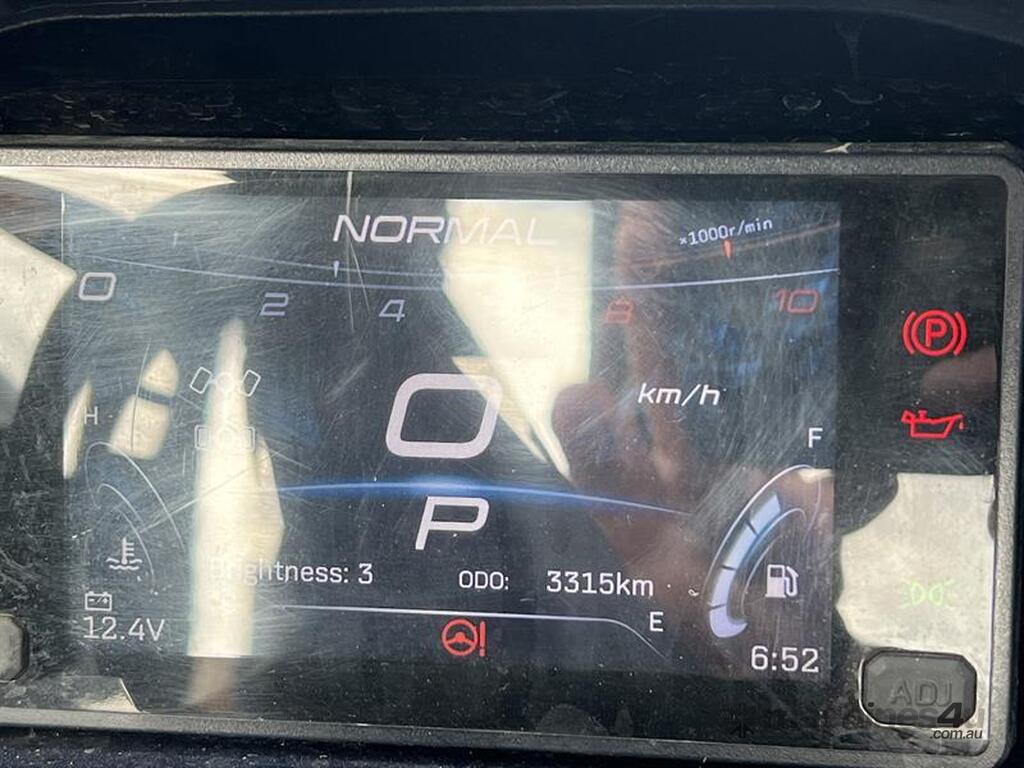 NORMAL
×1000r/min
0 2 4 8 10
0 km/h
H
F
P
Brightness: 3 ODO: 3315km
12.4V
E
6:52
P
ADJ
machines4u
.com.au